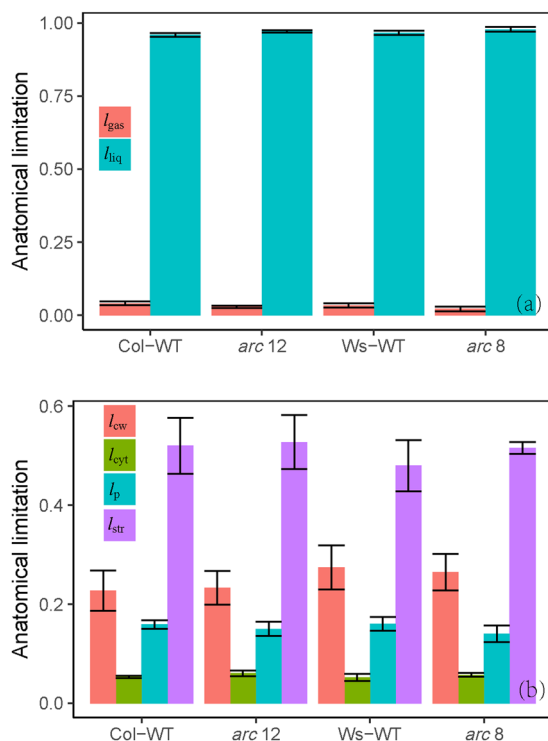 1.00
0.75
0.50
0.25
0.00
Anatomical limitation
lgas
lliq
(a)
Col-WT
arc 12
Ws-WT
arc 8
0.6
0.4
0.2
0.0
Anatomical limitation
lcw
lcyt
lp
lstr
(b)
Col-WT
arc 12
Ws-WT
arc 8